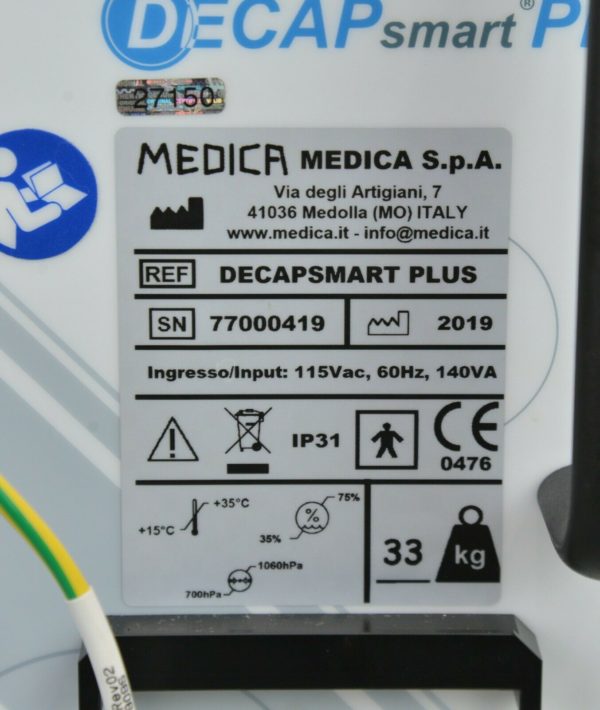 DECAPsmart® P
27150
MEDICA MEDICA S.p.A.
Via degli Artigiani, 7
41036 Medolla (MO) ITALY
www.medica.it - info@medica.it
REF DECAPSMART PLUS
SN 77000419 2019
Ingresso/Input: 115Vac, 60Hz, 140VA
IP31 CE
0476
+35°C
+15°C
75%
%
35%
1060hPa
700hPa
33 kg
Rev02